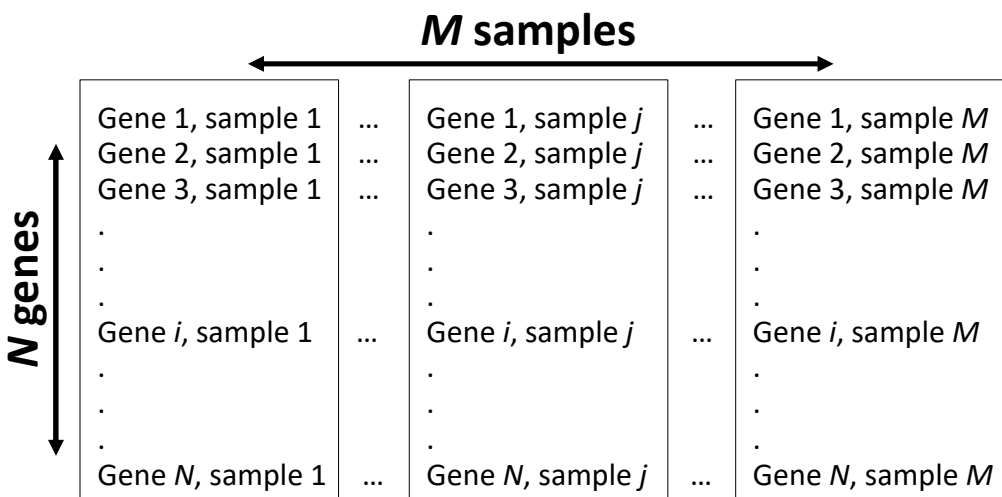 M samples
N genes
Gene 1, sample 1 ... Gene 1, sample j ... Gene 1, sample M
Gene 2, sample 1 ... Gene 2, sample j ... Gene 2, sample M
Gene 3, sample 1 ... Gene 3, sample j ... Gene 3, sample M
. . .
. . .
. . .
Gene i, sample 1 ... Gene i, sample j ... Gene i, sample M
. . .
. . .
. . .
Gene N, sample 1 ... Gene N, sample j ... Gene N, sample M